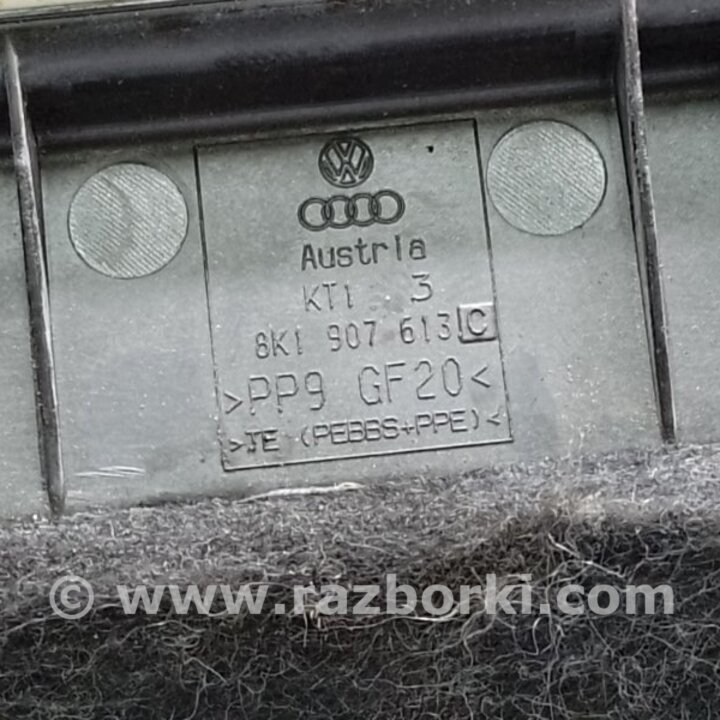 Austria
KT1 3
8K1 907 613 C
>PP9 GF20<
>TE (PEBBS+PPE)<
© www.razborki.com